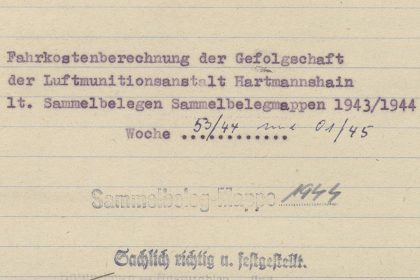 Fahrkostenberechnung der Gefolgschaft
der Luftmunitionsanstalt Hartmannshain
lt. Sammelbelegen Sammelbelegmappen 1943/1944
Woche 53/44 und 01/45
Sammelbeleg-Mappe 1944
Sachlich richtig u. festgestellt.